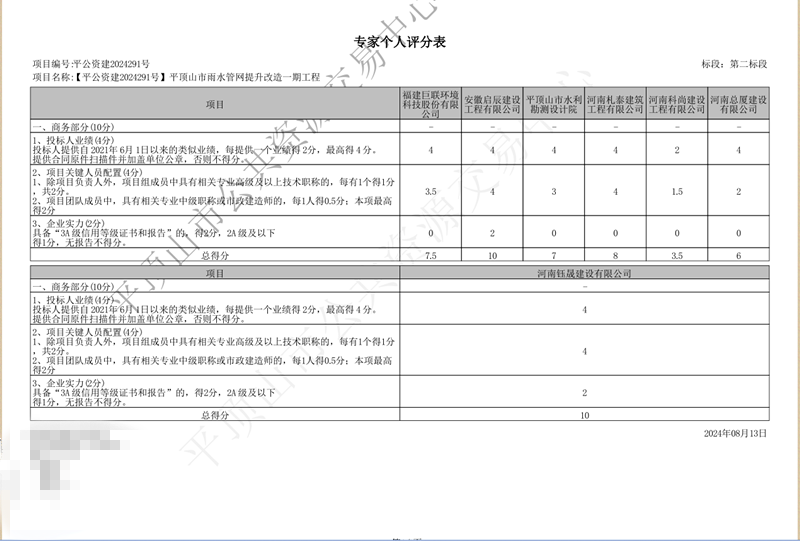 专家个人评分表
项目编号:平公资建2024291号 标段：第二标段
项目名称:【平公资建2024291号】平顶山市雨水管网提升改造一期工程
项目 福建巨联环境科技股份有限公司 安徽启辰建设工程有限公司 平顶山市水利勘测设计院 河南札泰建筑工程有限公司 河南科尚建设工程有限公司 河南总厦建设有限公司
一、商务部分(10分) － － － － － －
1、投标人业绩(4分)
投标人提供自 2021年 6月 1日以来的类似业绩，每提供一个业绩得 2分，最高得 4 分。
提供合同原件扫描件并加盖单位公章，否则不得分。
4 4 4 4 2 4
2、项目关键人员配置(4分)
1、除项目负责人外，项目组成员中具有相关专业高级及以上技术职称的，每有1个得1分
，共2分。
2、项目团队成员中，具有相关专业中级职称或市政建造师的，每1人得0.5分；本项最高
得2分
3.5 4 3 4 1.5 2
3、企业实力(2分)
具备“3A级信用等级证书和报告”的，得2分，2A级及以下
得1分，无报告不得分。
0 2 0 0 0 0
总得分 7.5 10 7 8 3.5 6
项目 河南钰晟建设有限公司
一、商务部分(10分) －
1、投标人业绩(4分)
投标人提供自 2021年 6月 1日以来的类似业绩，每提供一个业绩得 2分，最高得 4 分。
提供合同原件扫描件并加盖单位公章，否则不得分。
4
2、项目关键人员配置(4分)
1、除项目负责人外，项目组成员中具有相关专业高级及以上技术职称的，每有1个得1分
，共2分。
2、项目团队成员中，具有相关专业中级职称或市政建造师的，每1人得0.5分；本项最高
得2分
4
3、企业实力(2分)
具备“3A级信用等级证书和报告”的，得2分，2A级及以下
得1分，无报告不得分。
2
总得分 10
2024年08月13日
平顶山市公共资源交易中心
平顶山市公共资源交易中心